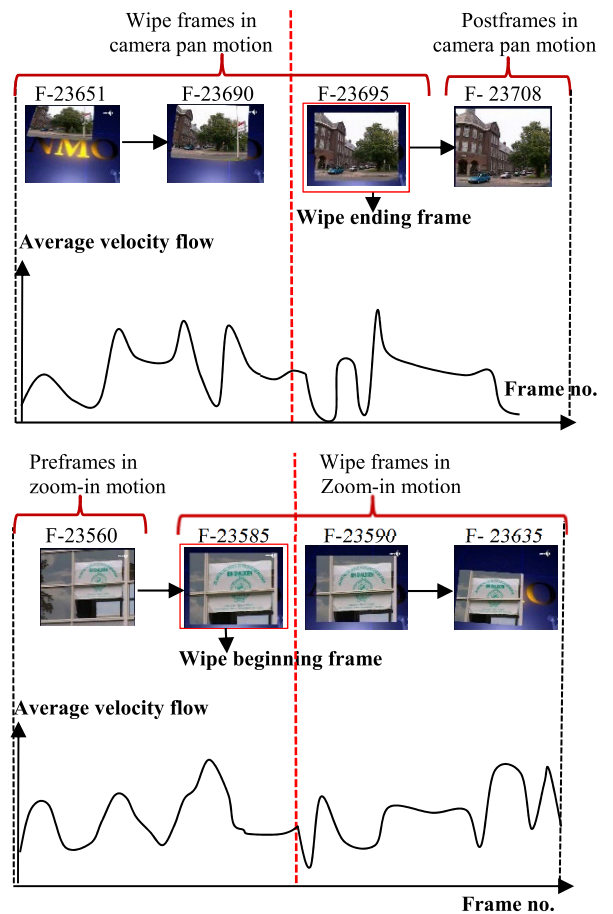 Wipe frames in
camera pan motion
Postframes in
camera pan motion
F-23651
F-23690
F-23695
F- 23708
NMO
Wipe ending frame
Average velocity flow
Frame no.
Preframes in
zoom-in motion
Wipe frames in
Zoom-in motion
F-23560
F-23585
F-23590
F- 23635
Wipe beginning frame
Average velocity flow
Frame no.